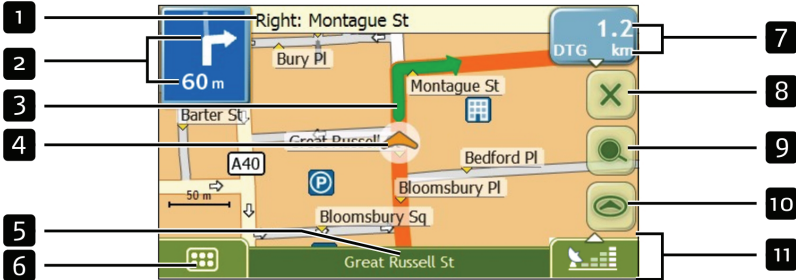 1
Right: Montague St
1.2
km
DTG
7
2
60 m
Bury Pl
Montague St
8
3
Barter St
4
Great Russell
9
A40
Bedford Pl
P
Bloomsbury Pl
50 m
10
Bloomsbury Sq
5
Great Russell St
6
11